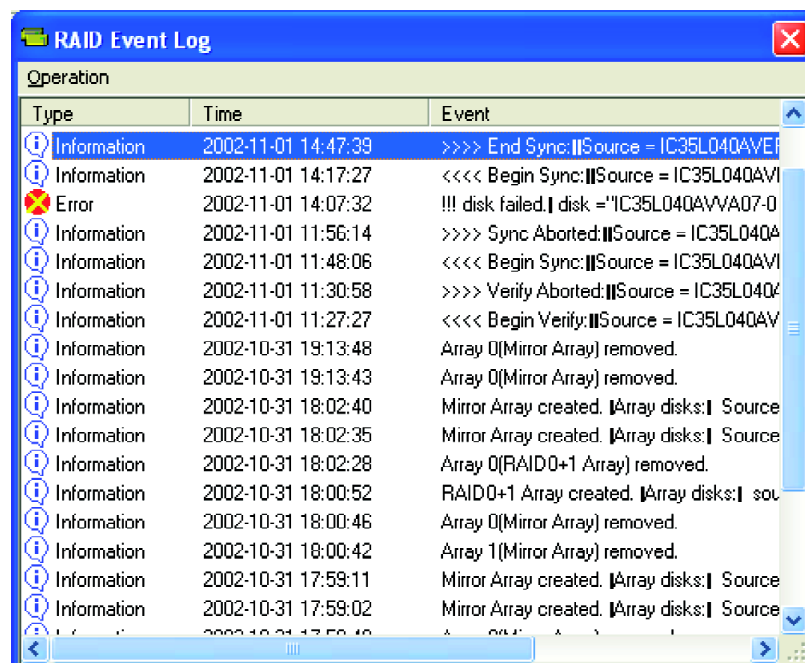 RAID Event Log
Operation
Type Time Event
Information 2002-11-01 14:47:39 >>>> End Sync:||Source = IC35L040AVER
Information 2002-11-01 14:17:27 <<<< Begin Sync:||Source = IC35L040AVI
Error 2002-11-01 14:07:32 !!! disk failed.| disk ="IC35L040AVVA07-0
Information 2002-11-01 11:56:14 >>>> Sync Aborted:||Source = IC35L040A
Information 2002-11-01 11:48:06 <<<< Begin Sync:||Source = IC35L040AVI
Information 2002-11-01 11:30:58 >>>> Verify Aborted:||Source = IC35L04
Information 2002-11-01 11:27:27 <<<< Begin Verify:||Source = IC35L040AV
Information 2002-10-31 19:13:48 Array 0(Mirror Array) removed.
Information 2002-10-31 19:13:43 Array 0(Mirror Array) removed.
Information 2002-10-31 18:02:40 Mirror Array created. |Array disks:| Source
Information 2002-10-31 18:02:35 Mirror Array created. |Array disks:| Source
Information 2002-10-31 18:02:28 Array 0(RAID0+1 Array) removed.
Information 2002-10-31 18:00:52 RAID0+1 Array created. |Array disks:| sou
Information 2002-10-31 18:00:46 Array 0(Mirror Array) removed.
Information 2002-10-31 18:00:42 Array 1(Mirror Array) removed.
Information 2002-10-31 17:59:11 Mirror Array created. |Array disks:| Source
Information 2002-10-31 17:59:02 Mirror Array created. |Array disks:| Source